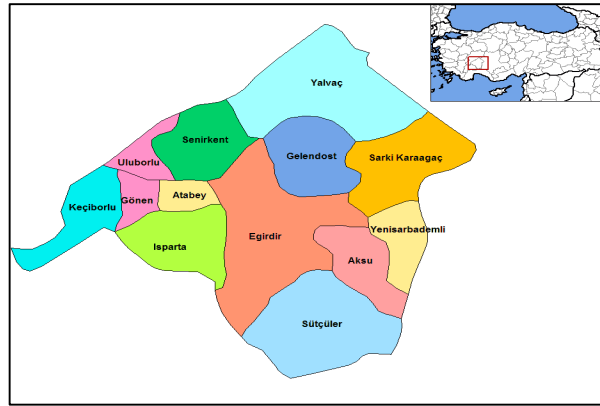 Yalvaç
Senirkent
Gelendost
Sarki Karaagaç
Uluborlu
Keçiborlu
Gönen
Atabey
Isparta
Egirdir
Yenisarbademli
Aksu
Sütçüler